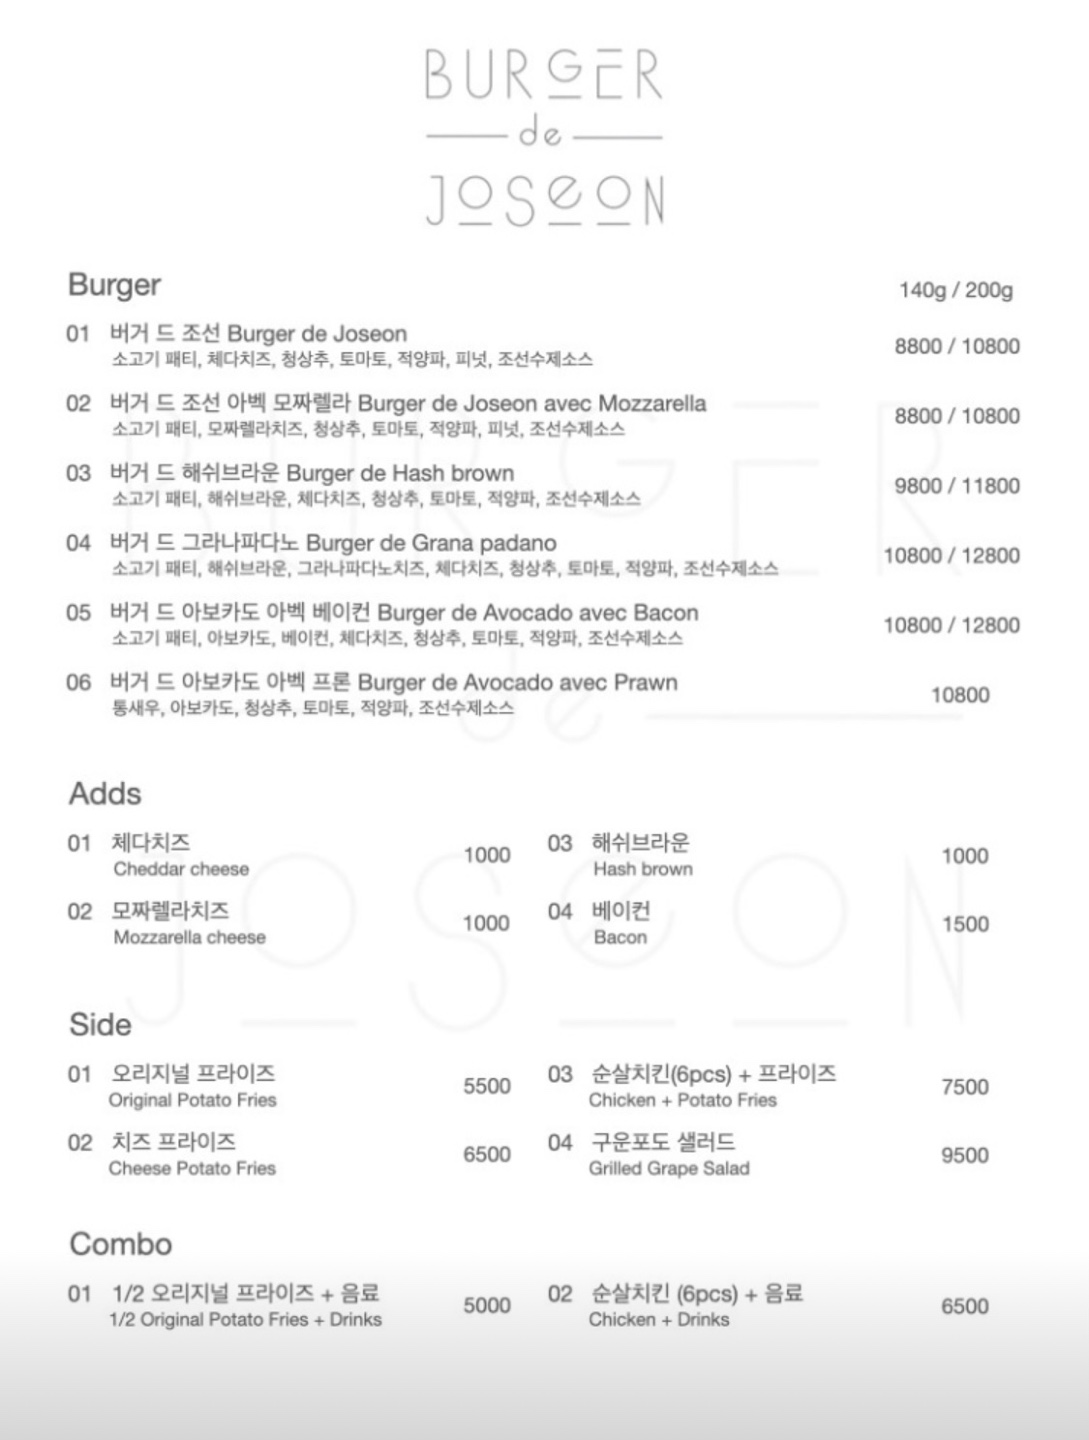 BURGER
de
JOSEON
Burger
140g / 200g
01 버거 드 조선 Burger de Joseon
소고기 패티, 체다치즈, 청상추, 토마토, 적양파, 피넛, 조선수제소스
8800 / 10800
02 버거 드 조선 아벡 모짜렐라 Burger de Joseon avec Mozzarella
소고기 패티, 모짜렐라치즈, 청상추, 토마토, 적양파, 피넛, 조선수제소스
8800 / 10800
03 버거 드 해쉬브라운 Burger de Hash brown
소고기 패티, 해쉬브라운, 체다치즈, 청상추, 토마토, 적양파, 조선수제소스
9800 / 11800
04 버거 드 그라나파다노 Burger de Grana padano
소고기 패티, 해쉬브라운, 그라나파다노치즈, 체다치즈, 청상추, 토마토, 적양파, 조선수제소스
10800 / 12800
05 버거 드 아보카도 아벡 베이컨 Burger de Avocado avec Bacon
소고기 패티, 아보카도, 베이컨, 체다치즈, 청상추, 토마토, 적양파, 조선수제소스
10800 / 12800
06 버거 드 아보카도 아벡 프론 Burger de Avocado avec Prawn
통새우, 아보카도, 청상추, 토마토, 적양파, 조선수제소스
10800
BURGER
de
JOSEON
Adds
01 체다치즈
Cheddar cheese
1000
02 모짜렐라치즈
Mozzarella cheese
1000
03 해쉬브라운
Hash brown
1000
04 베이컨
Bacon
1500
Side
01 오리지널 프라이즈
Original Potato Fries
5500
02 치즈 프라이즈
Cheese Potato Fries
6500
03 순살치킨(6pcs) + 프라이즈
Chicken + Potato Fries
7500
04 구운포도 샐러드
Grilled Grape Salad
9500
Combo
01 1/2 오리지널 프라이즈 + 음료
1/2 Original Potato Fries + Drinks
5000
02 순살치킨 (6pcs) + 음료
Chicken + Drinks
6500